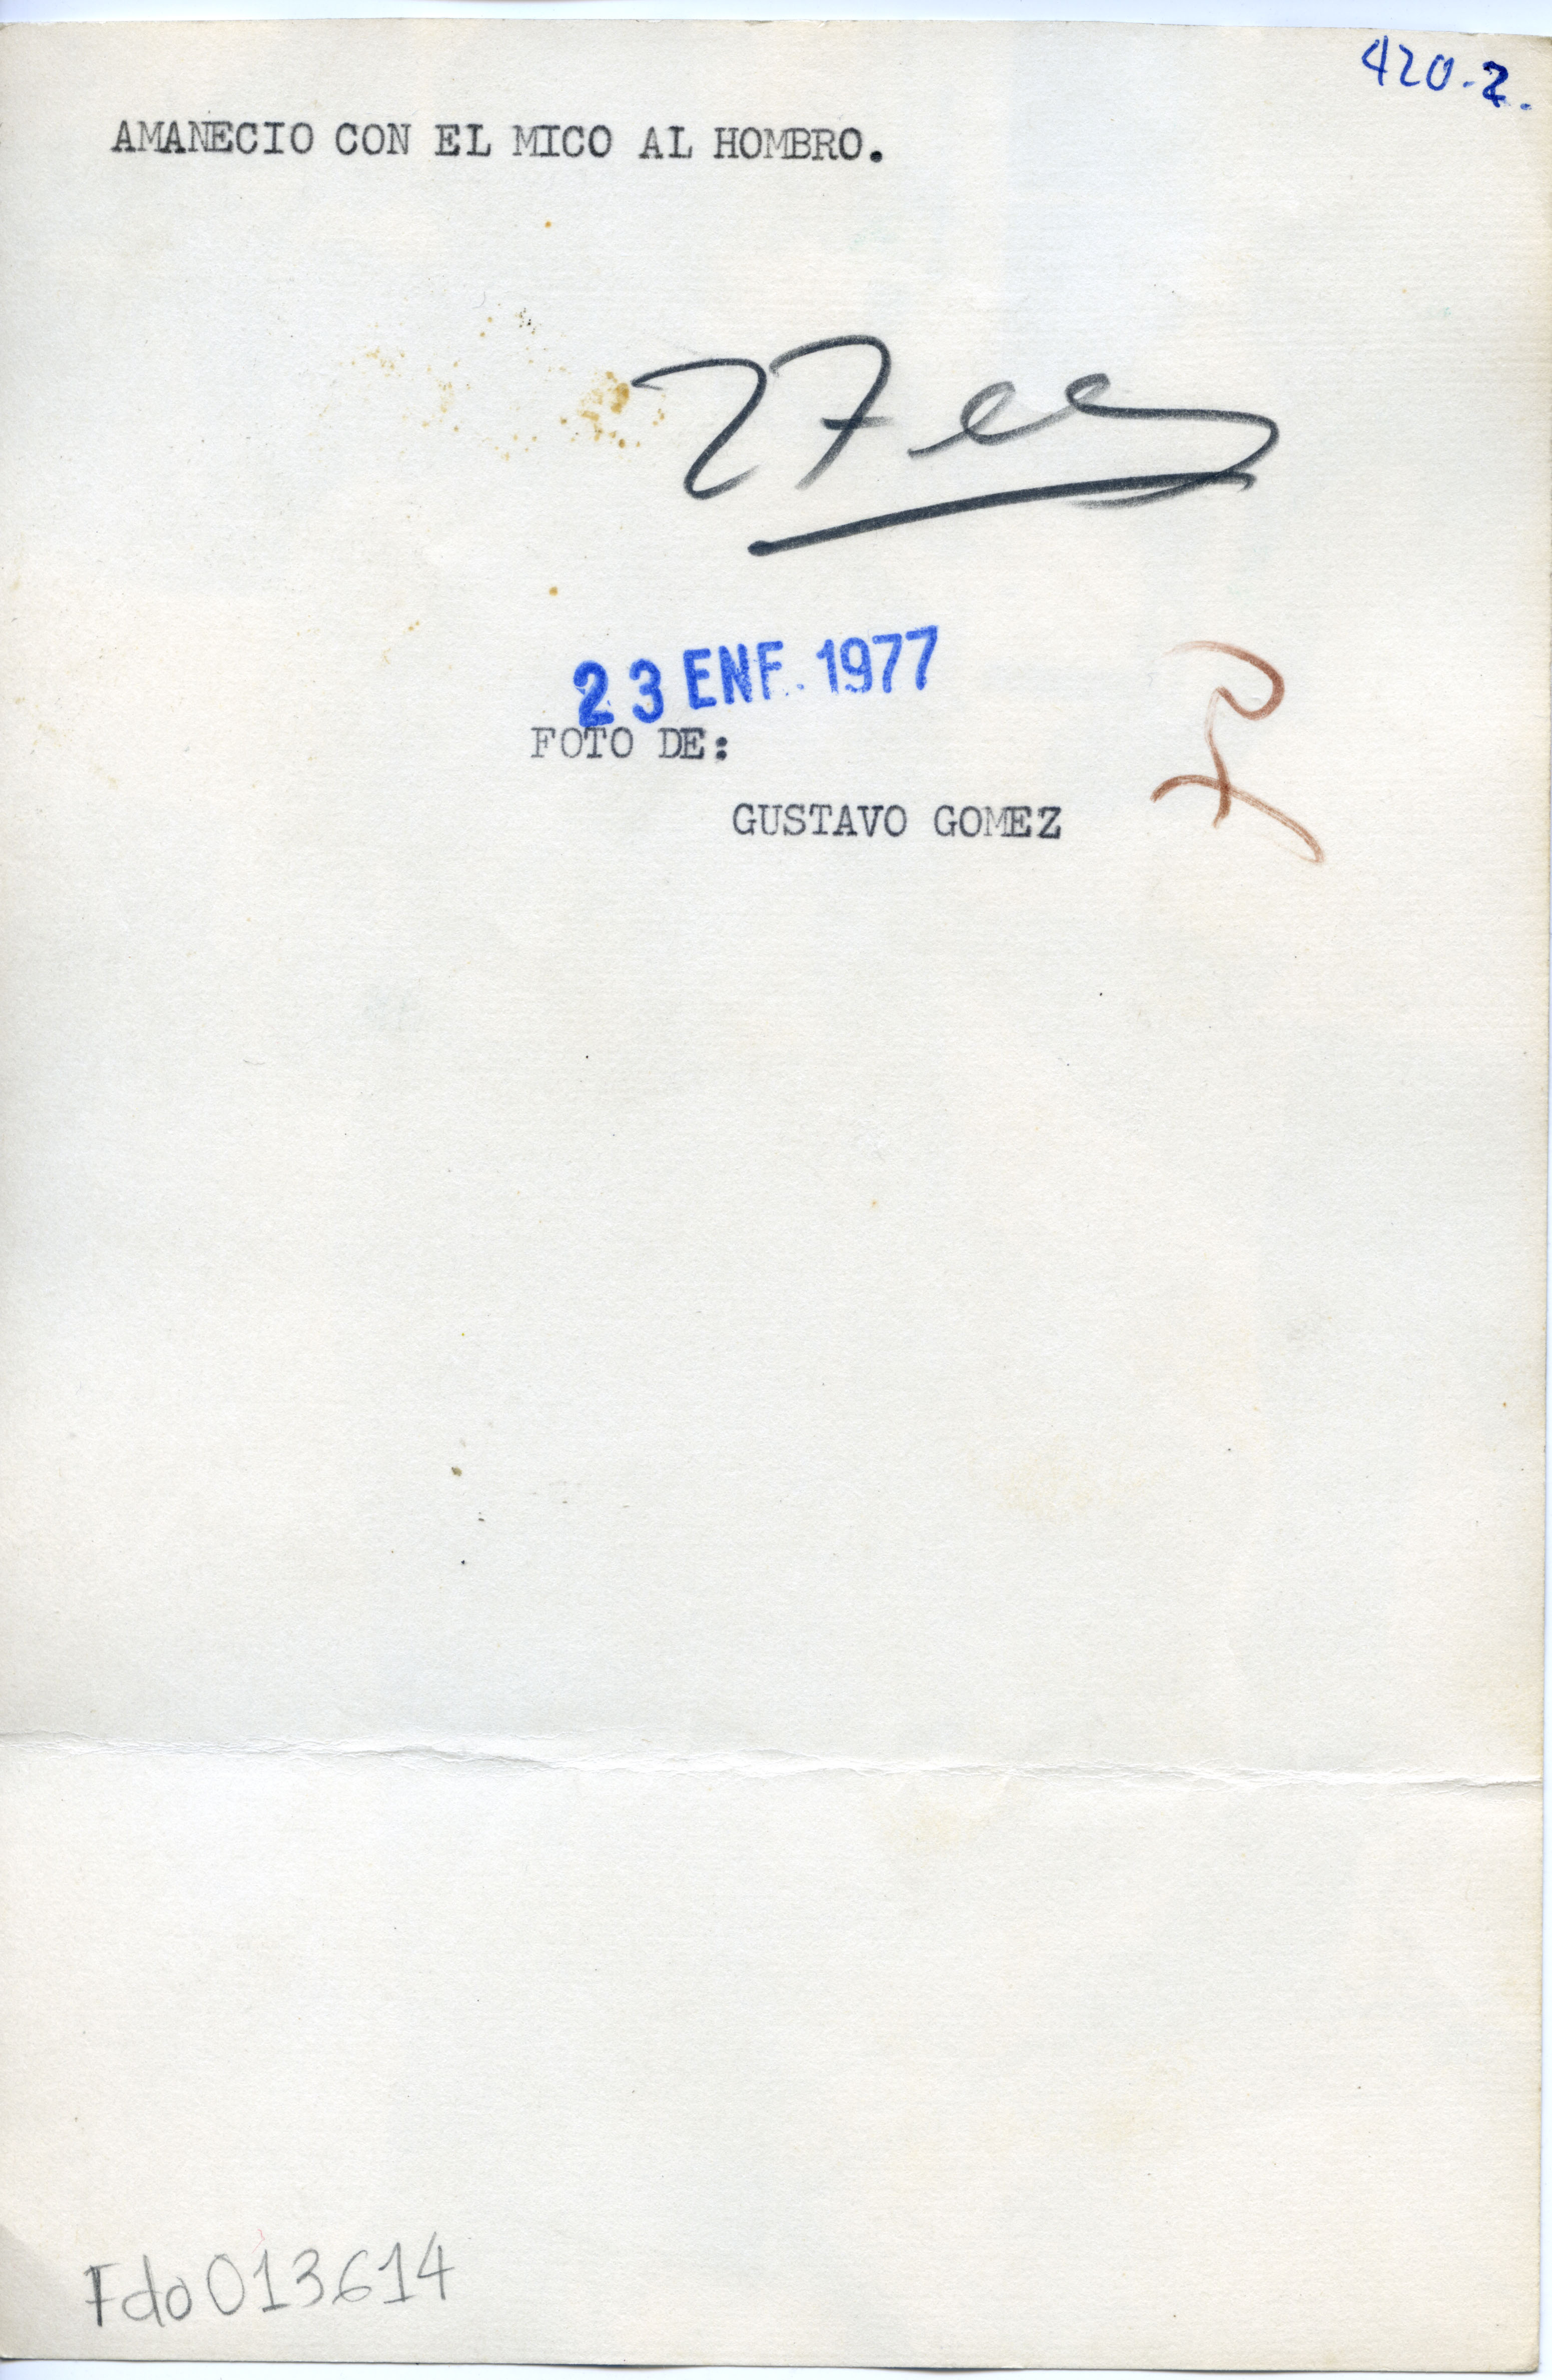 420-2.
AMANECIO CON EL MICO AL HOMBRO.
23 ENE. 1977
FOTO DE:
GUSTAVO GOMEZ
Fdo013614